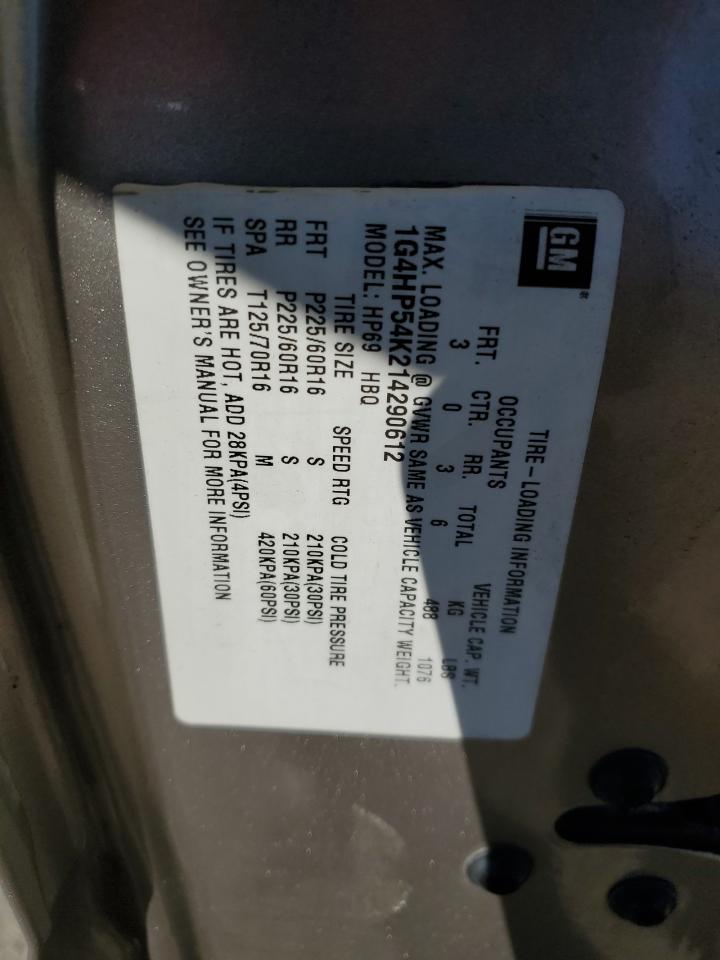 GM®
TIRE-LOADING INFORMATION
OCCUPANTS VEHICLE CAP. WT.
FRT. CTR. RR. TOTAL KG LBS
3 0 3 6 488 1076
MAX. LOADING @ GVWR SAME AS VEHICLE CAPACITY WEIGHT.
1G4HP54K214290612
MODEL: HP69 HBQ
TIRE SIZE SPEED RTG COLD TIRE PRESSURE
FRT P225/60R16 S 210KPA(30PSI)
RR P225/60R16 S 210KPA(30PSI)
SPA T125/70R16 M 420KPA(60PSI)
IF TIRES ARE HOT, ADD 28KPA(4PSI)
SEE OWNER'S MANUAL FOR MORE INFORMATION